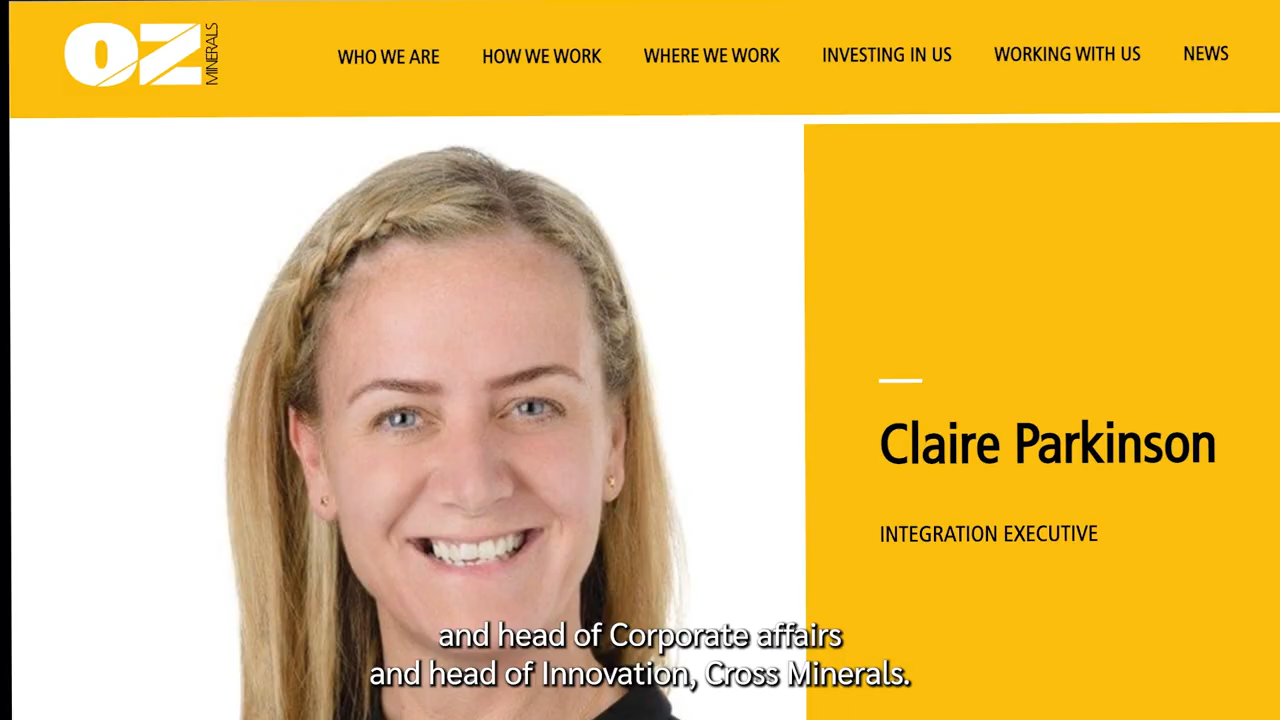 OZ MINERALS
WHO WE ARE HOW WE WORK WHERE WE WORK INVESTING IN US WORKING WITH US NEWS
Claire Parkinson
INTEGRATION EXECUTIVE
and head of Corporate affairs
and head of Innovation, Cross Minerals.